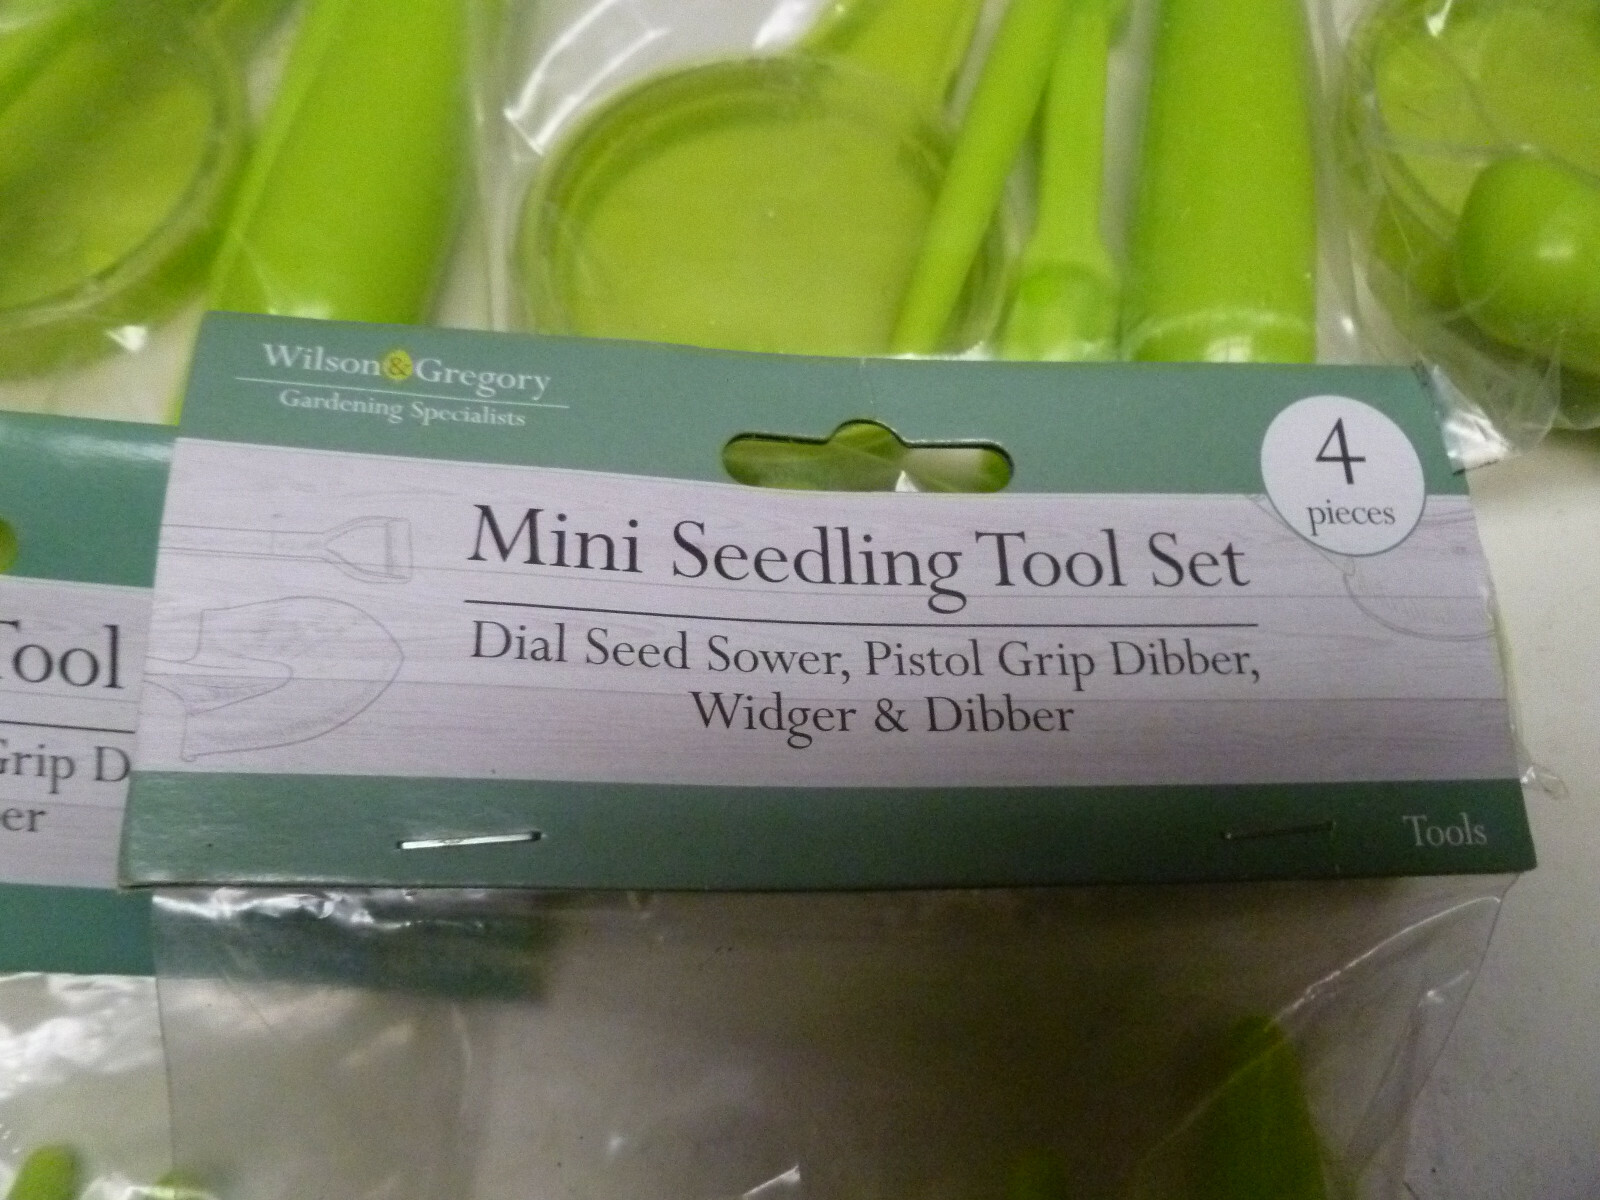 Wilson & Gregory
Gardening Specialists
4
pieces
Mini Seedling Tool Set
Dial Seed Sower, Pistol Grip Dibber,
Widger & Dibber
Tools
Tool
Grip D
er